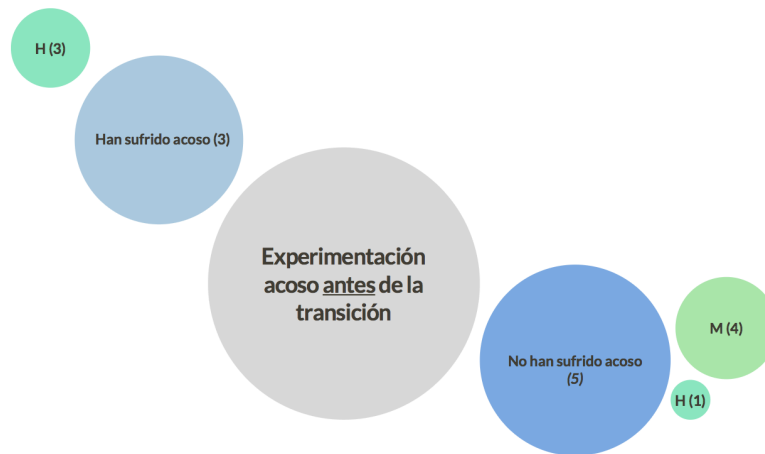 H (3)
Han sufrido acoso (3)
Experimentación
acoso antes de la
transición
No han sufrido acoso
(5)
M (4)
H (1)